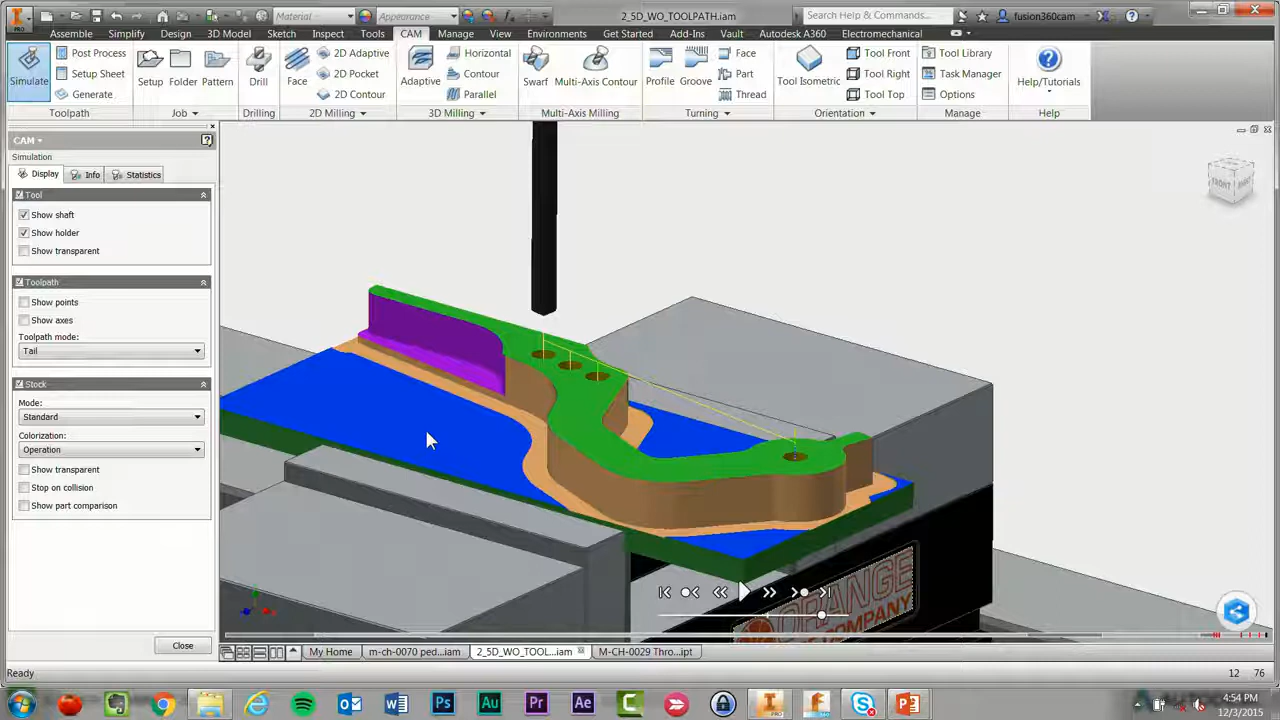 PRO
Material
Appearance
2_5D_WO_TOOLPATH.iam
Search Help & Commands...
fusion360cam
Assemble Simplify Design 3D Model Sketch Inspect Tools CAM Manage View Environments Get Started Add-Ins Vault Autodesk A360 Electromechanical
Simulate
Post Process
Setup Sheet
Generate
Toolpath
Setup Folder Pattern
Job
Drill
Drilling
Face
2D Adaptive
2D Pocket
2D Contour
2D Milling
Adaptive
Horizontal
Contour
Parallel
3D Milling
Swarf Multi-Axis Contour
Multi-Axis Milling
Profile Groove
Face
Part
Thread
Turning
Tool Isometric
Tool Front
Tool Right
Tool Top
Orientation
Tool Library
Task Manager
Options
Manage
Help/Tutorials
Help
CAM
Simulation
Display Info Statistics
Tool
Show shaft
Show holder
Show transparent
Toolpath
Show points
Show axes
Toolpath mode:
Tail
Stock
Mode:
Standard
Colorization:
Operation
Show transparent
Stop on collision
Show part comparison
Close
FRONT RIGHT
ORANGE
COMPANY
My Home m-ch-0070 ped...iam 2_5D_WO_TOOL...iam M-CH-0029 Thro...ipt
Ready
12 76
4:54 PM
12/3/2015